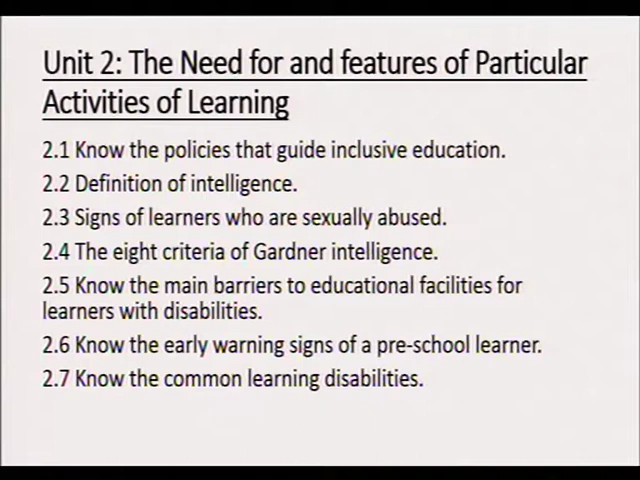 Unit 2: The Need for and features of Particular
Activities of Learning
2.1 Know the policies that guide inclusive education.
2.2 Definition of intelligence.
2.3 Signs of learners who are sexually abused.
2.4 The eight criteria of Gardner intelligence.
2.5 Know the main barriers to educational facilities for
learners with disabilities.
2.6 Know the early warning signs of a pre-school learner.
2.7 Know the common learning disabilities.